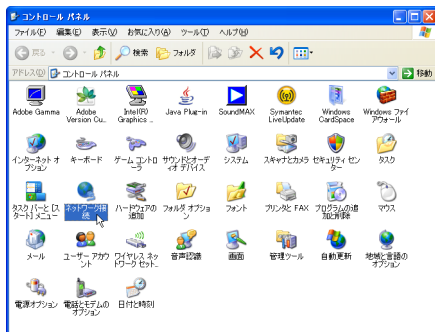 コントロール パネル
ファイル(F) 編集(E) 表示(V) お気に入り(A) ツール(T) ヘルプ(H)
戻る 検索 フォルダ
アドレス(D) コントロール パネル 移動
Adobe Gamma
Adobe
Version Cu...
Intel(R)
Graphics ...
Java Plug-in
SoundMAX
Symantec
LiveUpdate
Windows
CardSpace
Windows ファイ
アウォール
インターネット オ
プション
キーボード
ゲーム コントロ
ーラ
サウンドとオーデ
ィオ デバイス
システム
スキャナとカメラ
セキュリティ セン
ター
タスク
タスク バーと [ス
タート] メニュー
ネットワーク接
続
ハードウェアの
追加
フォルダ オプショ
ン
フォント
プリンタと FAX
プログラムの追
加と削除
マウス
メール
ユーザー アカウ
ント
ワイヤレス ネッ
トワーク セット...
音声認識
画面
管理ツール
自動更新
地域と言語の
オプション
電源オプション
電話とモデムの
オプション
日付と時刻